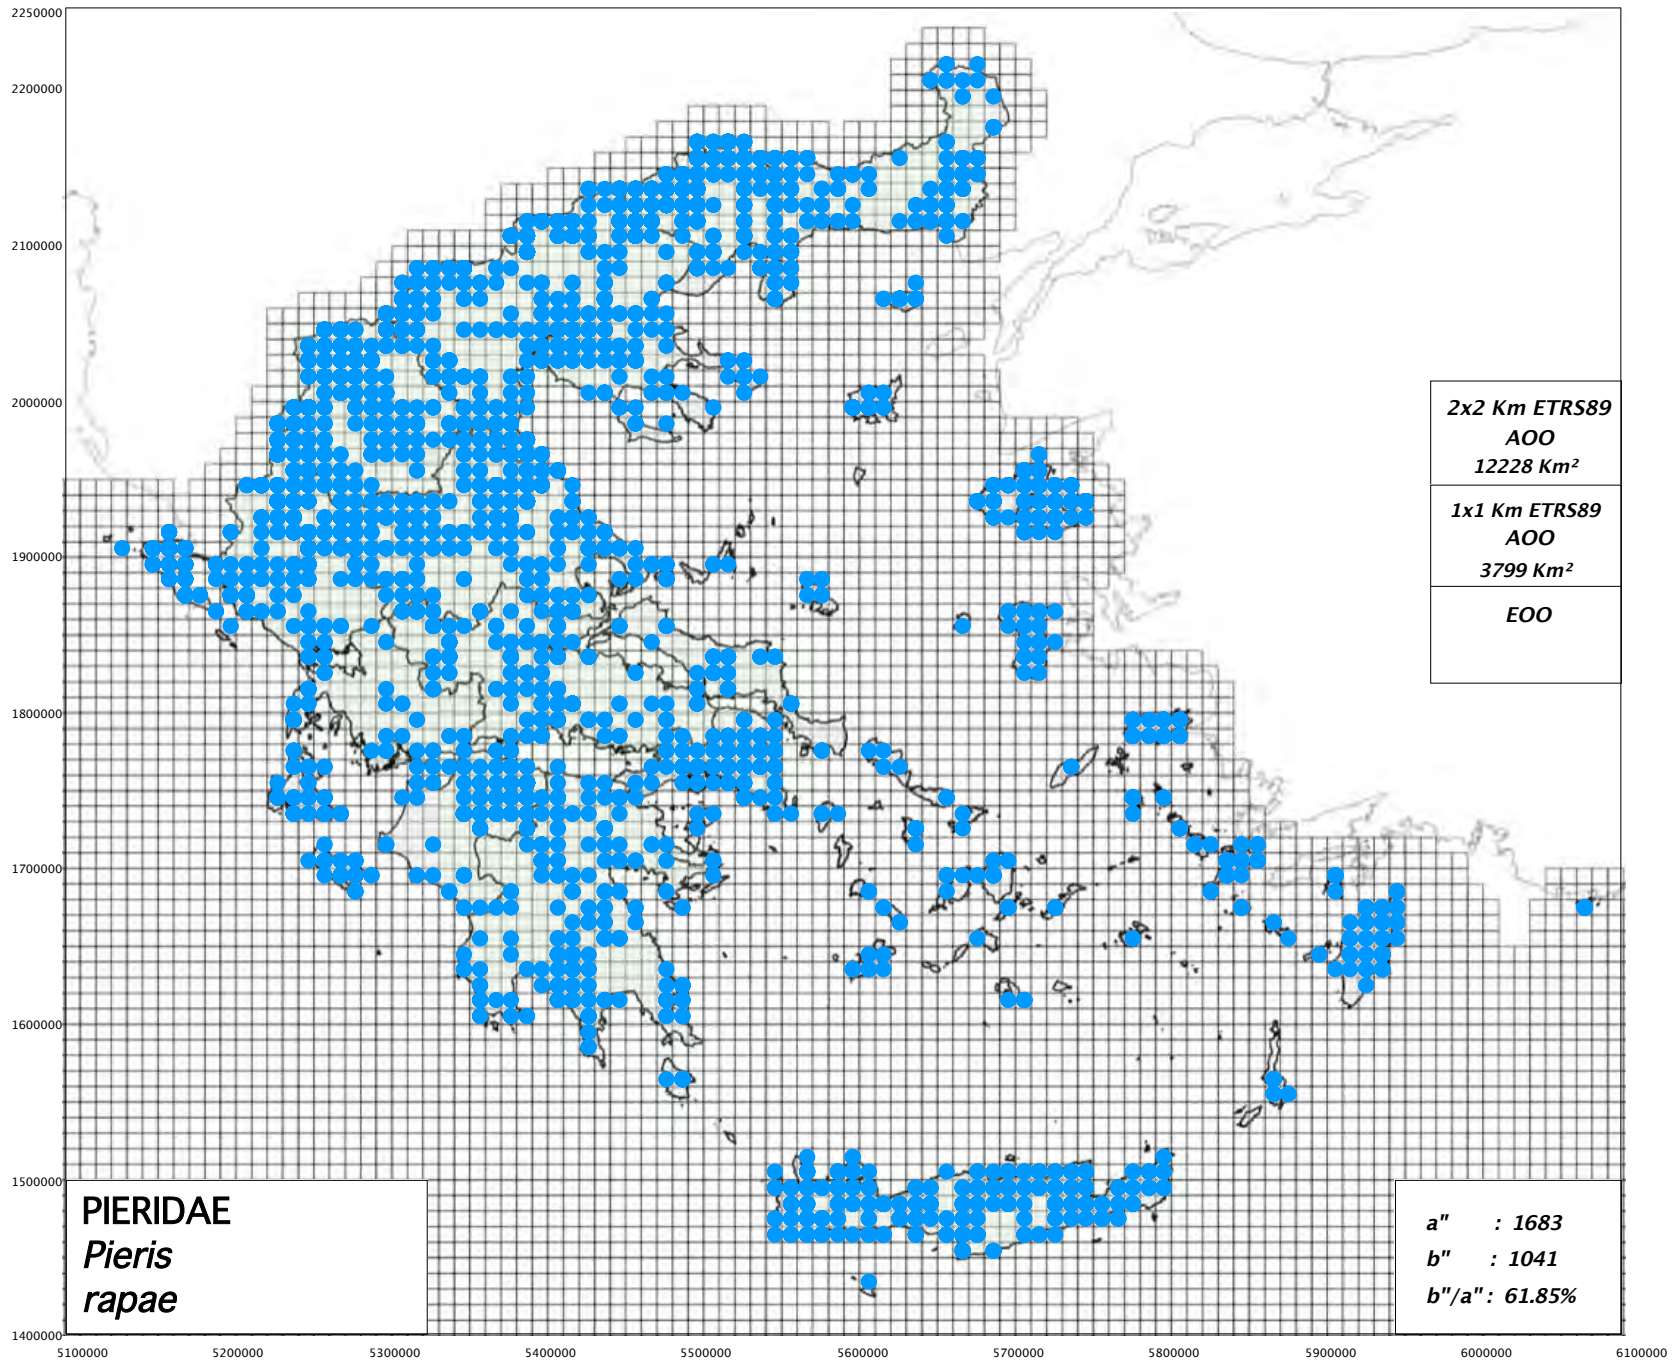 2250000
2200000
2100000
2000000
1900000
1800000
1700000
1600000
1500000
1400000
2x2 Km ETRS89
AOO
12228 Km²
1x1 Km ETRS89
AOO
3799 Km²
EOO
PIERIDAE
Pieris
rapae
a" : 1683
b" : 1041
b"/a" : 61.85%
5100000 5200000 5300000 5400000 5500000 5600000 5700000 5800000 5900000 6000000 6100000